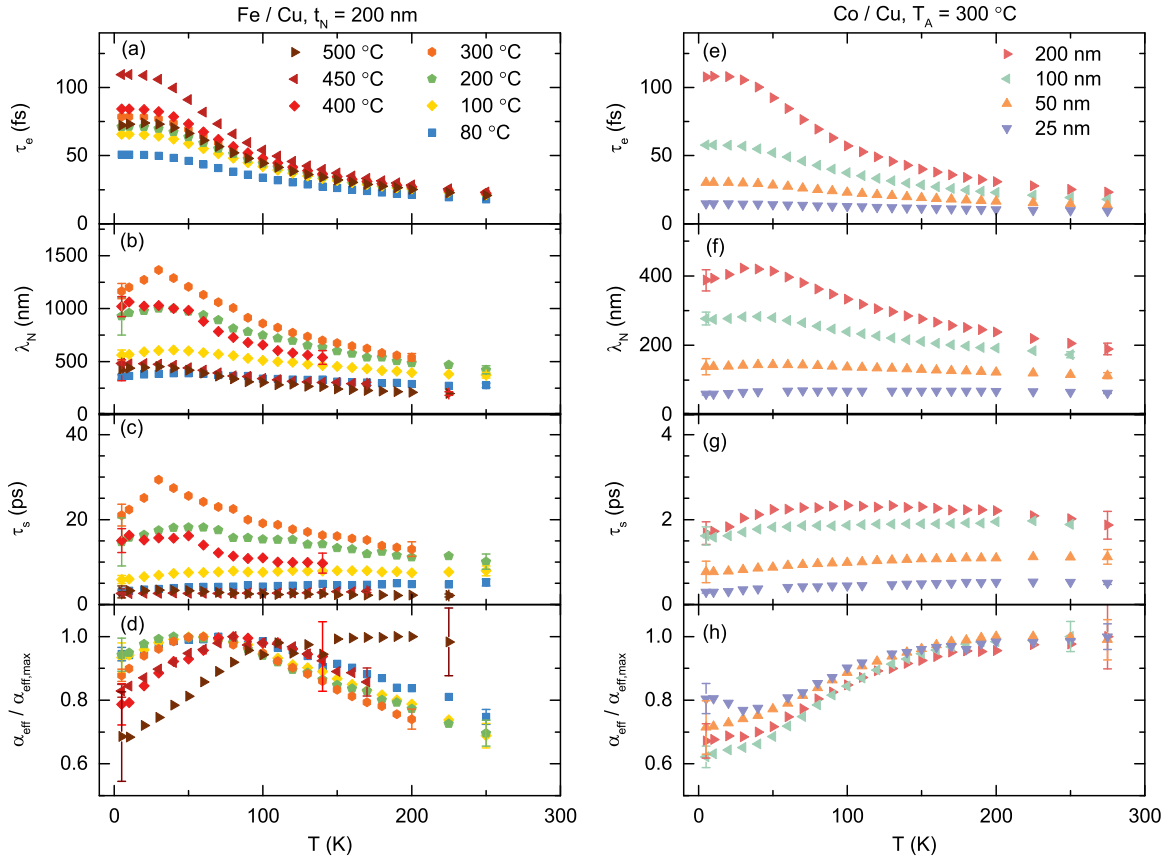 Fe / Cu, t_N = 200 nm
(a)
500 °C
450 °C
400 °C
300 °C
200 °C
100 °C
80 °C
τ_e (fs)
100
50
0
(b)
λ_N (nm)
1500
1000
500
0
(c)
τ_s (ps)
40
20
0
(d)
α_eff / α_eff,max
1.0
0.8
0.6
0
100
200
300
T (K)
Co / Cu, T_A = 300 °C
(e)
200 nm
100 nm
50 nm
25 nm
τ_e (fs)
100
50
0
(f)
λ_N (nm)
400
200
0
(g)
τ_s (ps)
4
2
0
(h)
α_eff / α_eff,max
1.0
0.8
0.6
0
100
200
300
T (K)